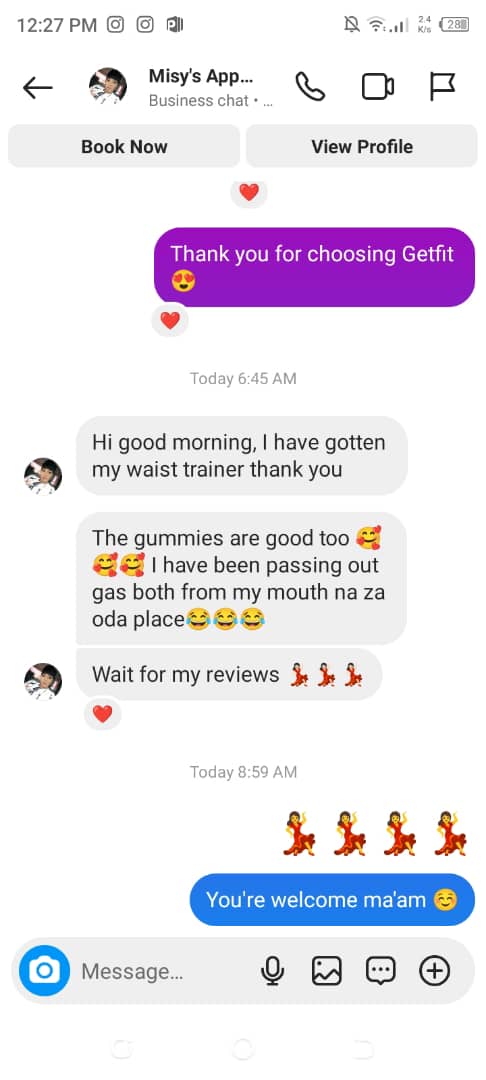 12:27 PM
2.4
K/s
28
Misy's App...
Business chat • ...
Book Now
View Profile
❤️
Thank you for choosing Getfit
😍
❤️
Today 6:45 AM
Hi good morning, I have gotten
my waist trainer thank you
The gummies are good too 🥰
🥰🥰 I have been passing out
gas both from my mouth na za
oda place😂😂😂
Wait for my reviews 💃💃💃
❤️
Today 8:59 AM
💃💃💃💃
You're welcome ma'am ☺️
Message...